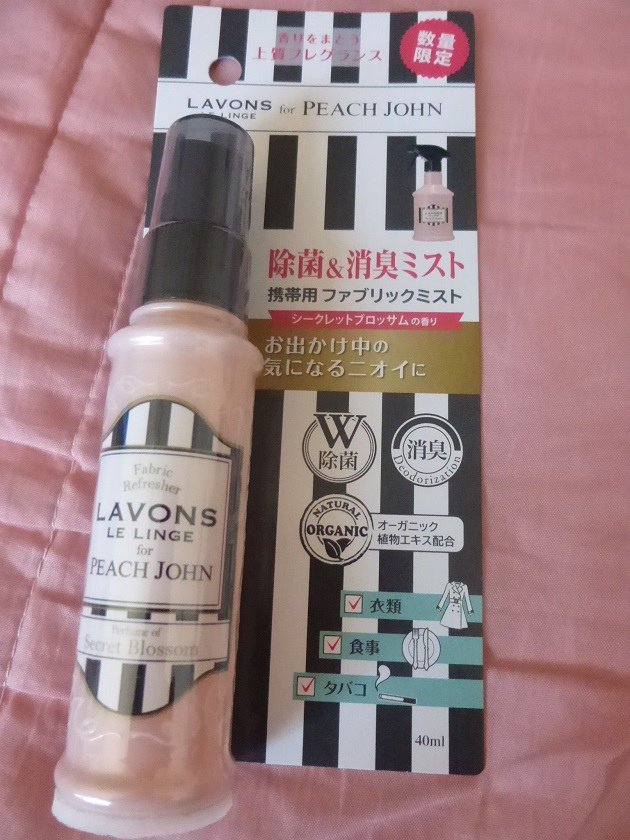 香りをまとう
上質フレグランス
数量
限定
LAVONS for PEACH JOHN
LE LINGE
LAVONS
除菌&消臭ミスト
携帯用 ファブリックミスト
シークレットブロッサムの香り
お出かけ中の
気になるニオイに
W
除菌
消臭
Deodorization
NATURAL
ORGANIC
オーガニック
植物エキス配合
衣類
食事
タバコ
40ml
Fabric
Refresher
LAVONS
LE LINGE
for
PEACH JOHN
Perfume of
Secret Blossom